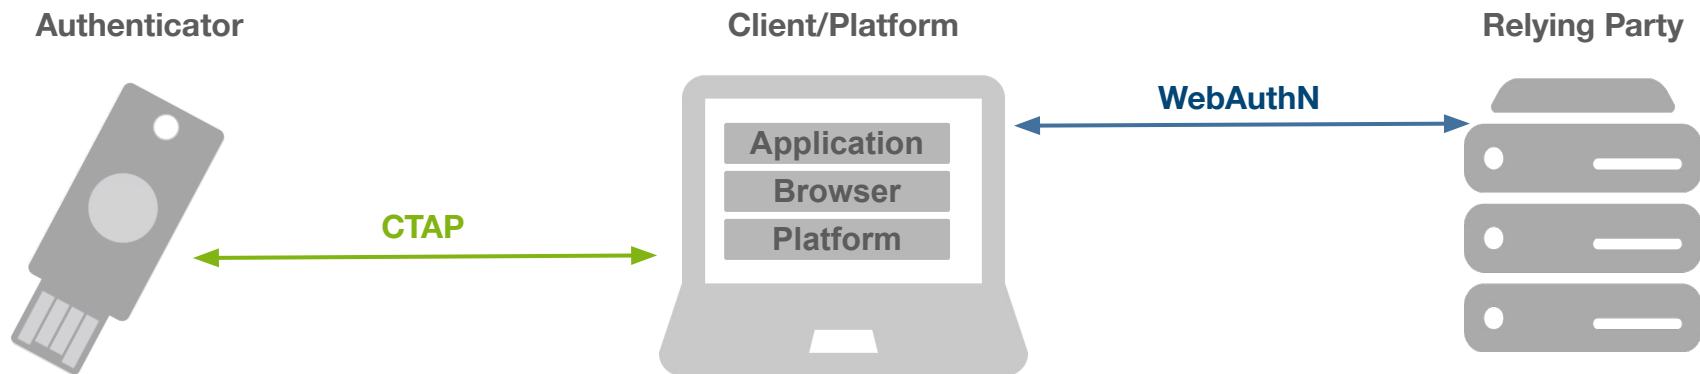 Authenticator
Client/Platform
Relying Party
WebAuthN
Application
Browser
Platform
CTAP